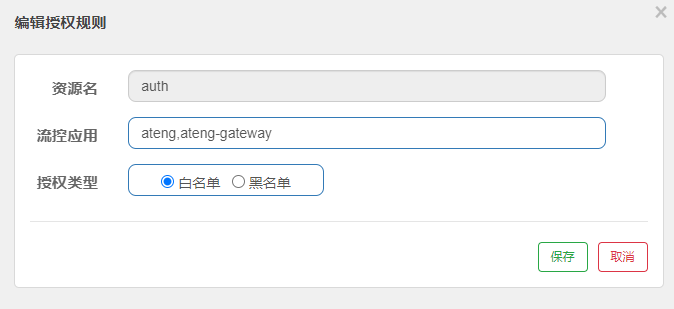 编辑授权规则
×
资源名 auth
流控应用 ateng,ateng-gateway
授权类型 白名单 黑名单
保存 取消